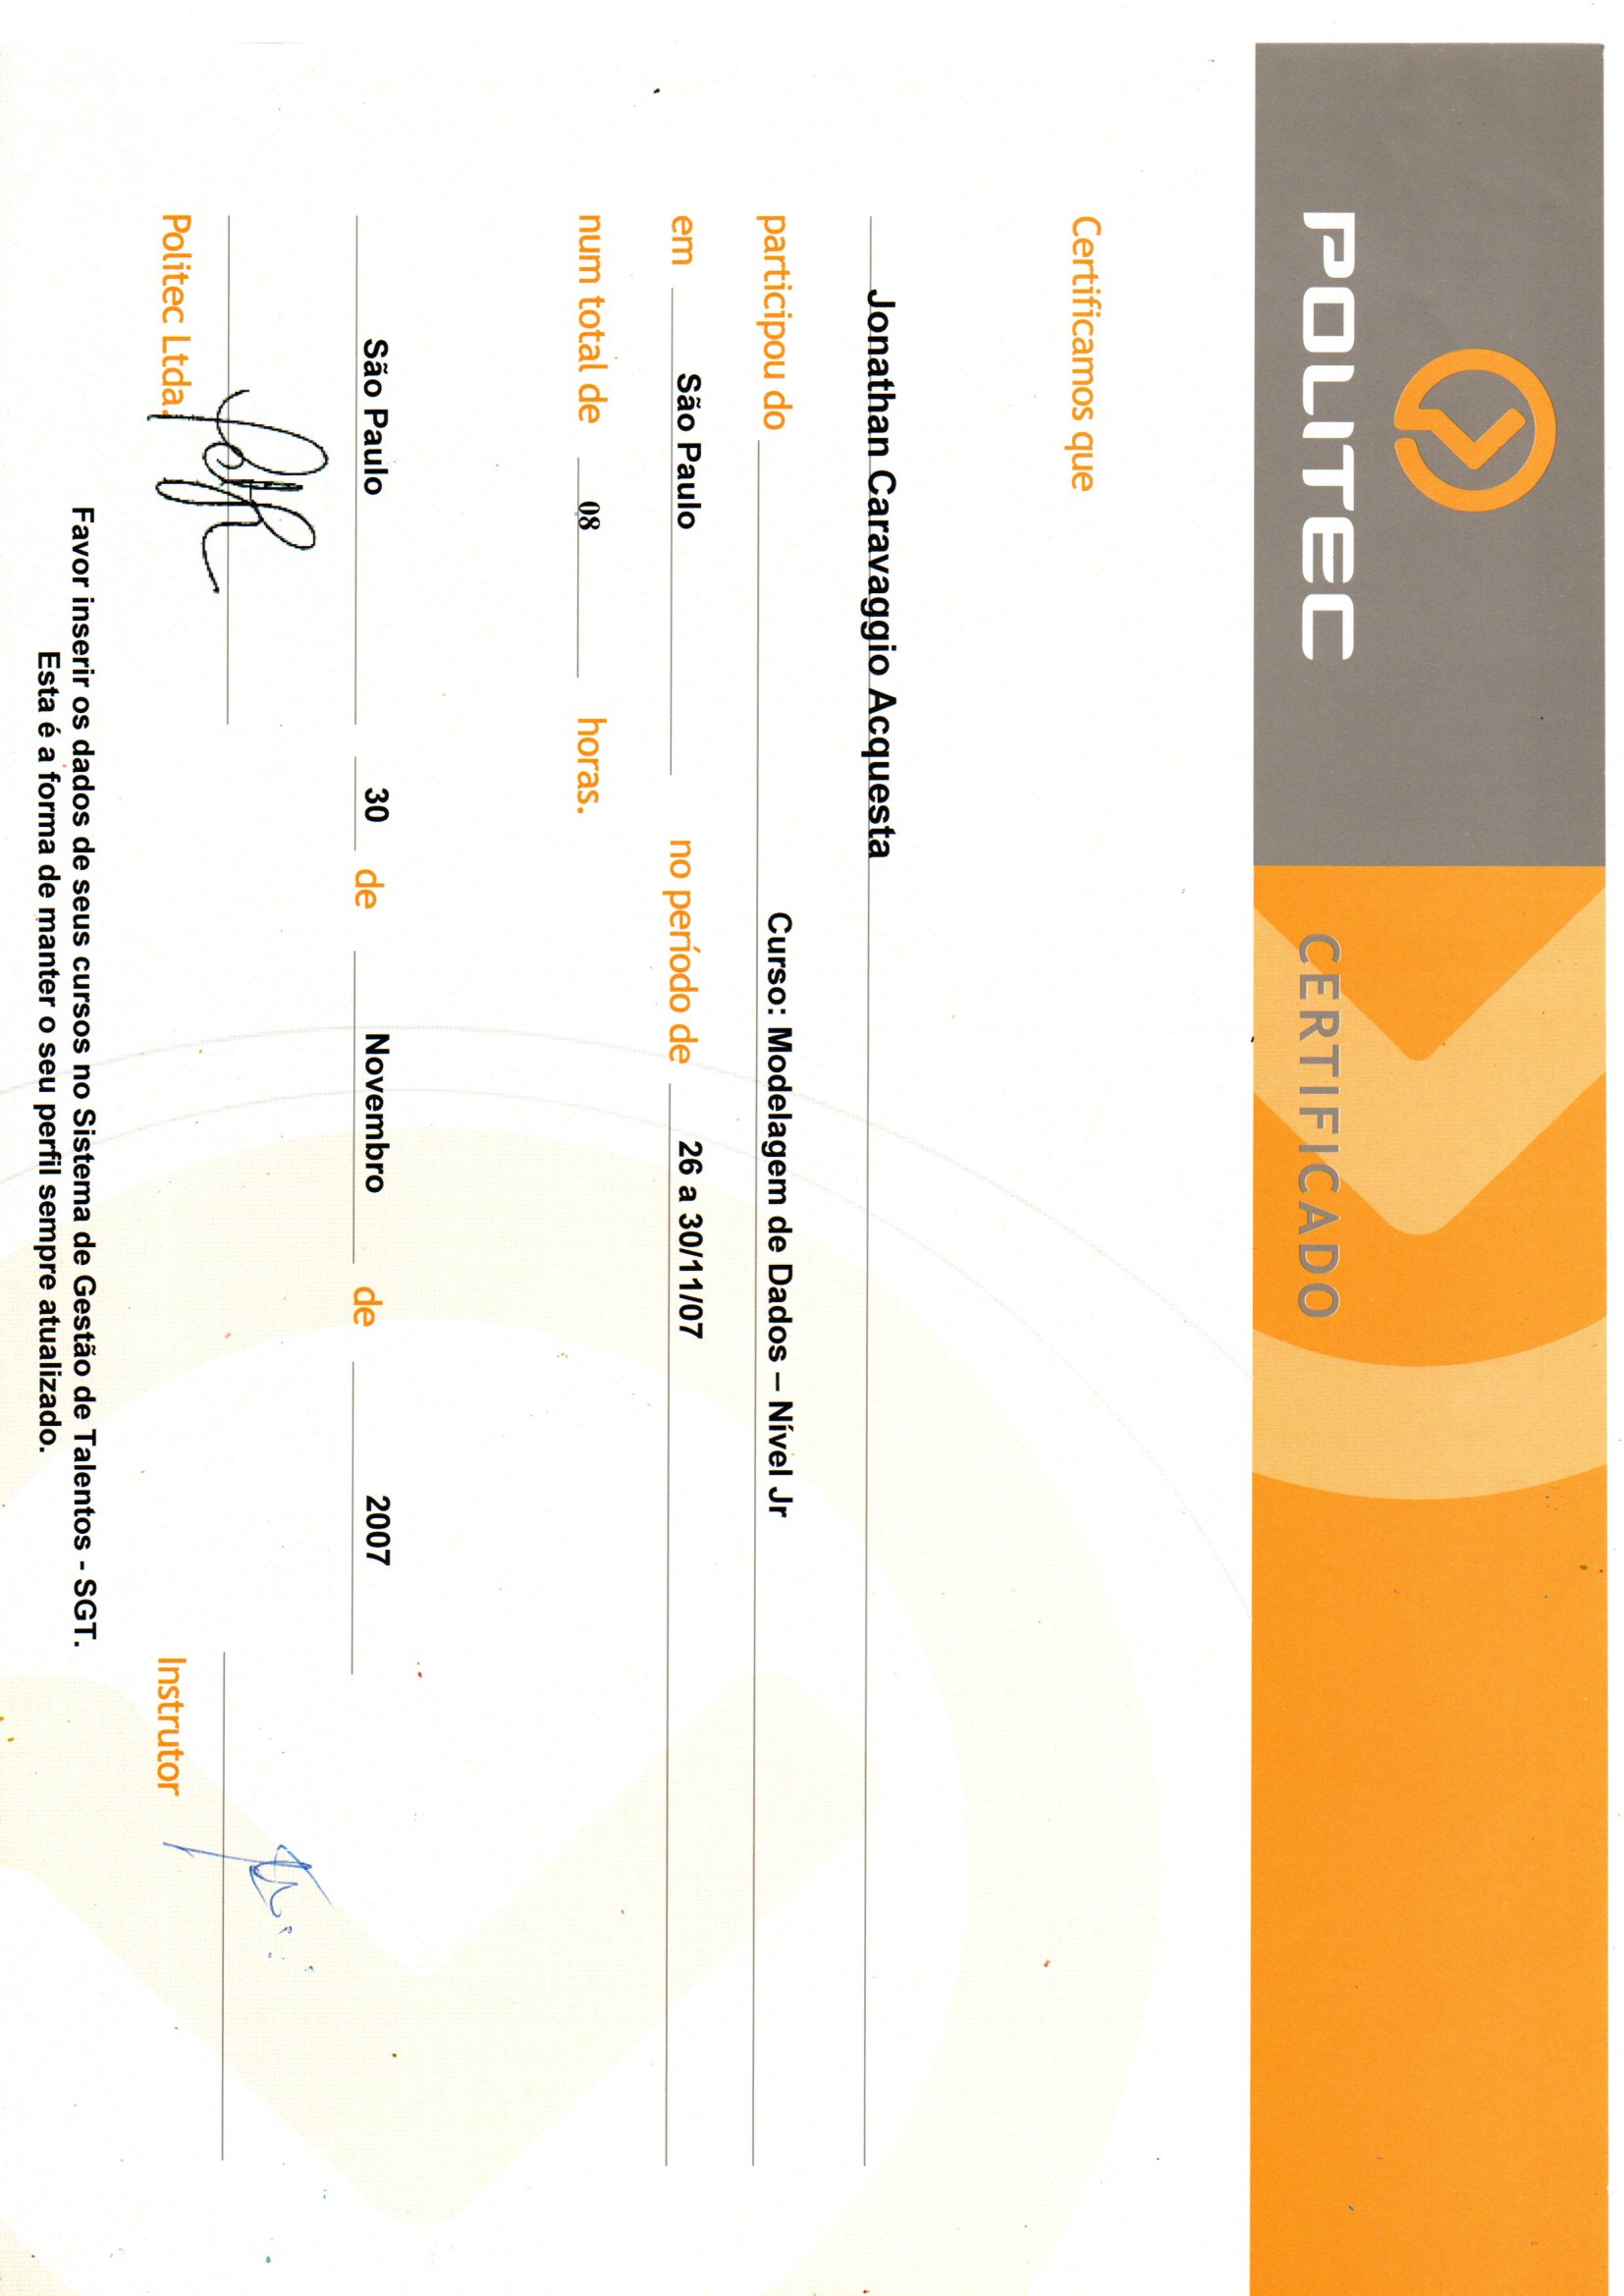 POLITEC
CERTIFICADO
Certificamos que
Jonathan Caravaggio Acquesta
participou do Curso: Modelagem de Dados – Nível Jr
em São Paulo no período de 26 a 30/11/07
num total de 08 horas.
São Paulo 30 de Novembro de 2007
Politec Ltda.
Instrutor
Favor inserir os dados de seus cursos no Sistema de Gestão de Talentos - SGT.
Esta é a forma de manter o seu perfil sempre atualizado.